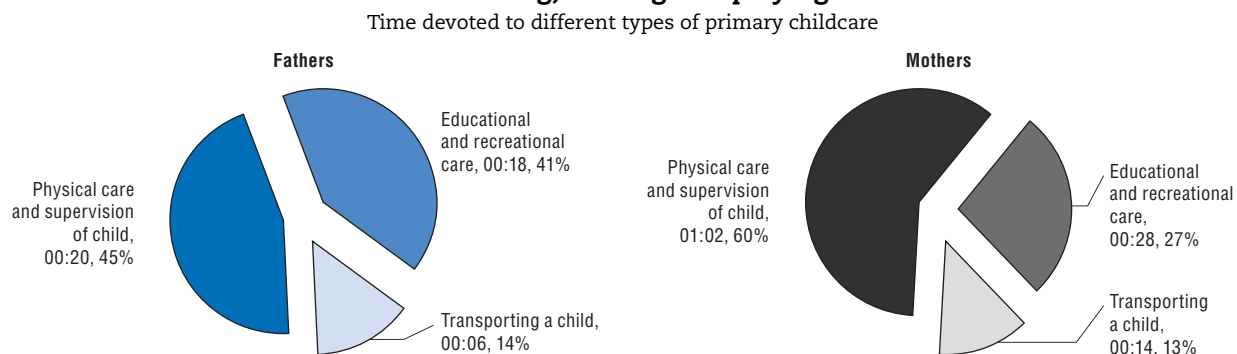 Time devoted to different types of primary childcare
Fathers
Mothers
Educational
and recreational
care, 00:18, 41%
Physical care
and supervision
of child,
00:20, 45%
Transporting a child,
00:06, 14%
Physical care
and supervision
of child,
01:02, 60%
Educational
and recreational
care,
00:28, 27%
Transporting
a child,
00:14, 13%